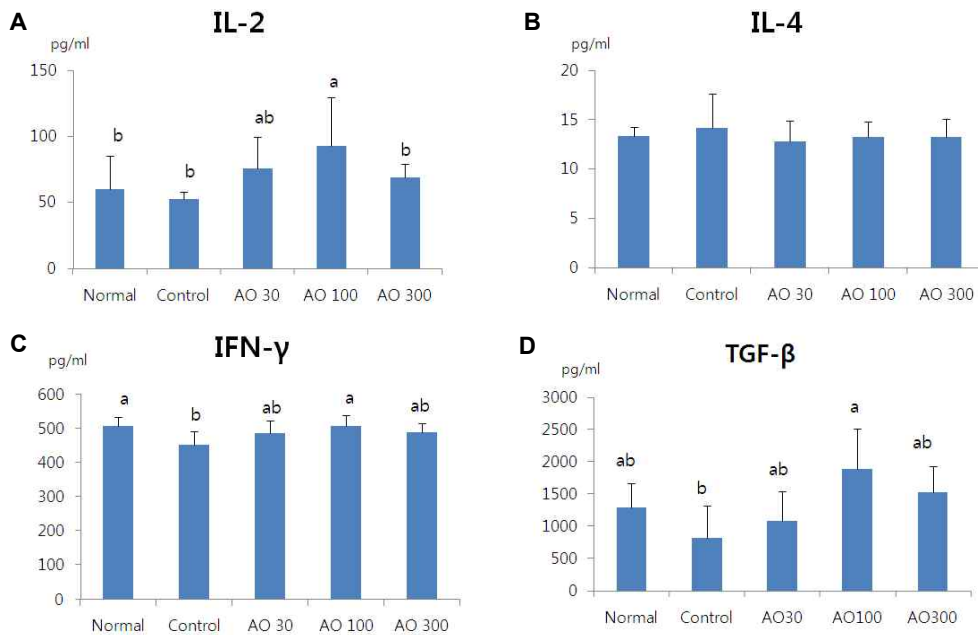 A
IL-2
pg/ml
150
100
50
0
b
b
ab
a
b
Normal Control AO 30 AO 100 AO 300
B
IL-4
pg/ml
20
15
10
5
0
Normal Control AO 30 AO 100 AO 300
C
IFN-γ
pg/ml
600
500
400
300
200
100
0
a
b
ab
a
ab
Normal Control AO 30 AO 100 AO 300
D
TGF-β
pg/ml
3000
2500
2000
1500
1000
500
0
ab
b
ab
a
ab
Normal Control AO30 AO100 AO300